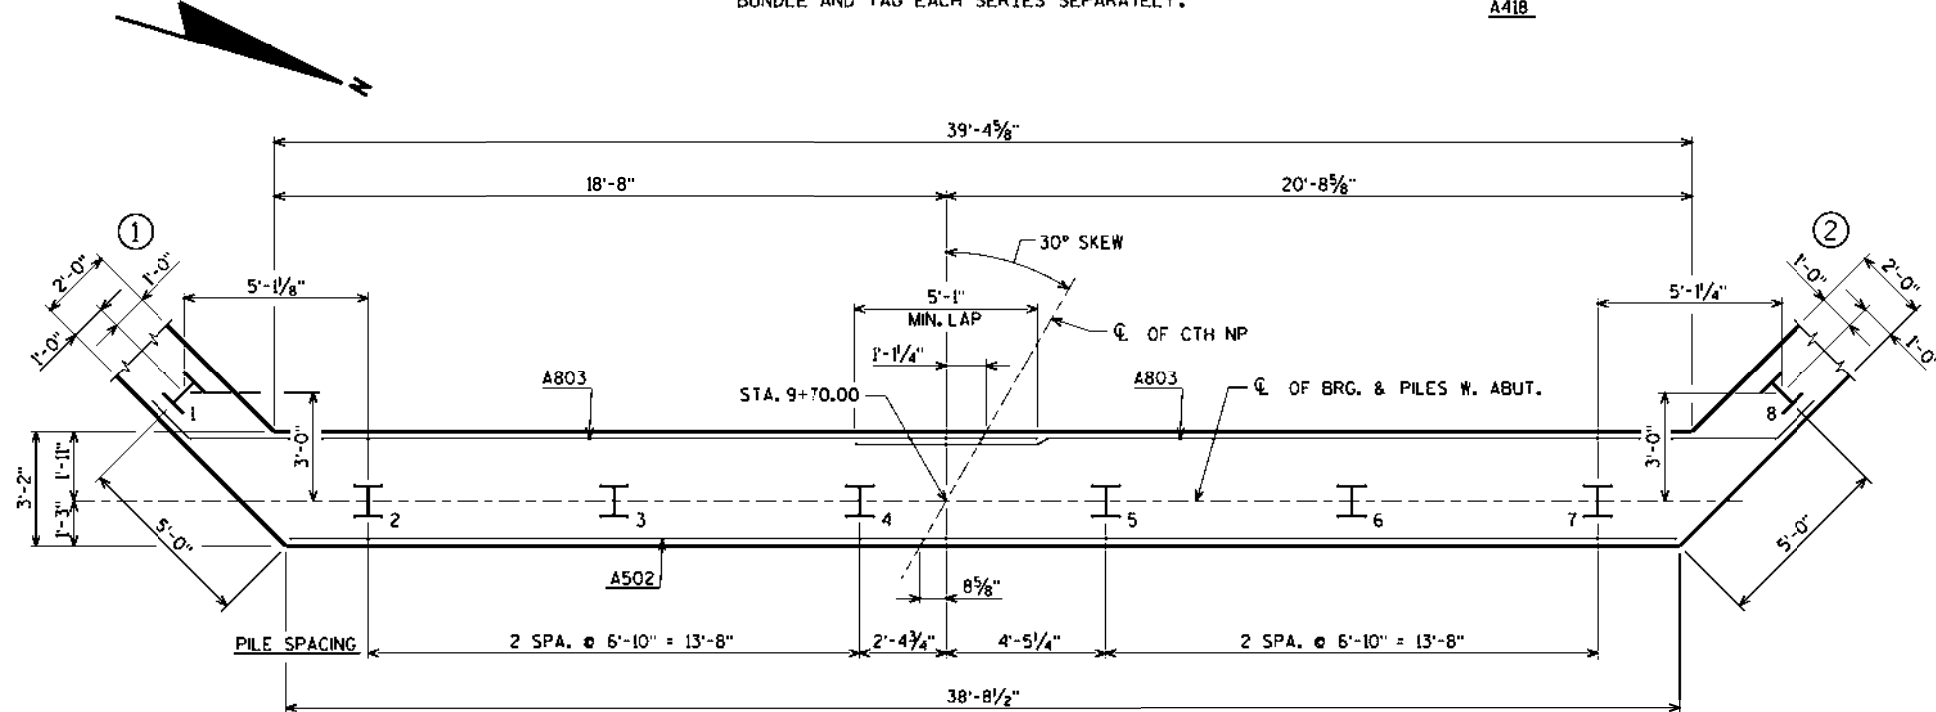 BUNDLE AND TAG EACH SERIES SEPARATELY.
A418
N
39'-4⅝"
18'-8"
20'-8⅝"
1
2
30° SKEW
2'-0"
1'-0"
1'-0"
5'-1⅛"
5'-1"
MIN. LAP
5'-1¼"
1'-0"
2'-0"
1'-0"
℄ OF CTH NP
1'-1¼"
A803
A803
STA. 9+70.00
℄ OF BRG. & PILES W. ABUT.
1
8
3'-0"
3'-0"
3'-2"
1'-11"
1'-3"
2
3
4
5
6
7
5'-0"
5'-0"
A502
8⅝"
PILE SPACING
2 SPA. @ 6'-10" = 13'-8"
2'-4¾"
4'-5¼"
2 SPA. @ 6'-10" = 13'-8"
38'-8½"